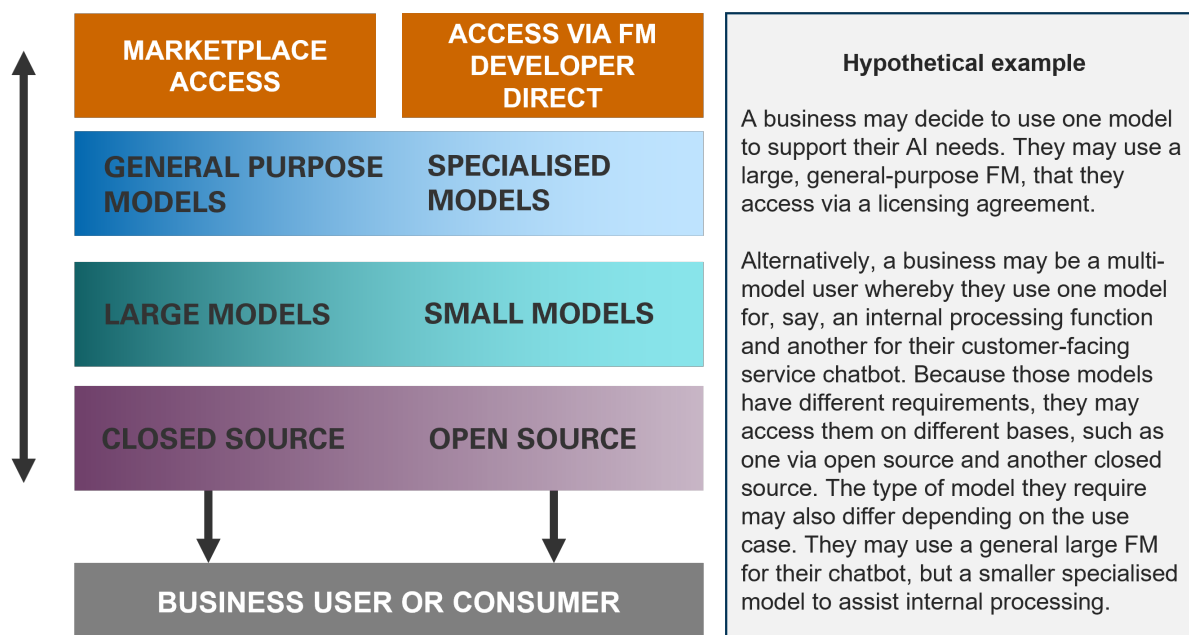 MARKETPLACE
ACCESS
ACCESS VIA FM
DEVELOPER
DIRECT
GENERAL PURPOSE
MODELS
SPECIALISED
MODELS
LARGE MODELS
SMALL MODELS
CLOSED SOURCE
OPEN SOURCE
BUSINESS USER OR CONSUMER
Hypothetical example
A business may decide to use one model
to support their AI needs. They may use a
large, general-purpose FM, that they
access via a licensing agreement.
Alternatively, a business may be a multi-
model user whereby they use one model
for, say, an internal processing function
and another for their customer-facing
service chatbot. Because those models
have different requirements, they may
access them on different bases, such as
one via open source and another closed
source. The type of model they require
may also differ depending on the use
case. They may use a general large FM
for their chatbot, but a smaller specialised
model to assist internal processing.